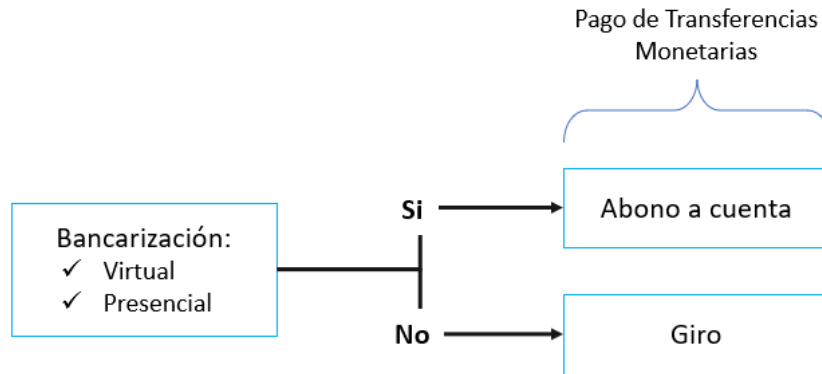 Pago de Transferencias
Monetarias
Si
Abono a cuenta
Bancarización:
✓ Virtual
✓ Presencial
No
Giro